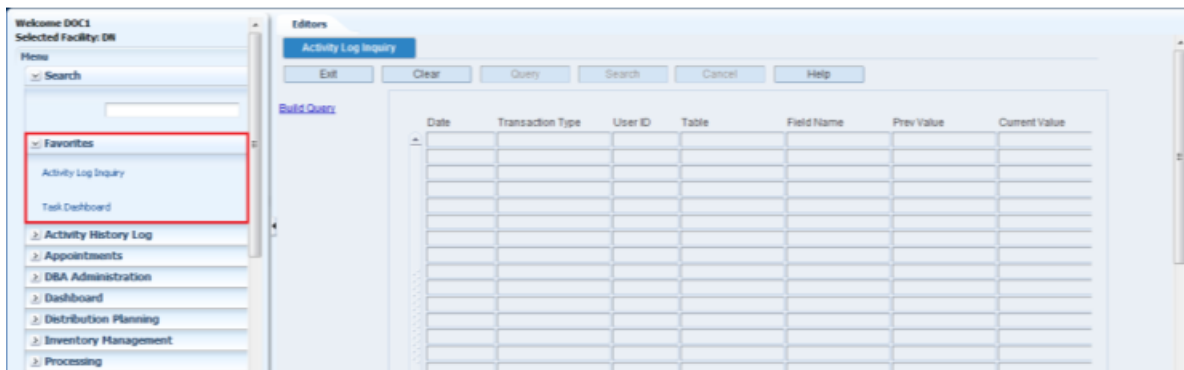 Welcome DOC1
Selected Facility: DN
Menu
Search
Favorites
Activity Log Inquiry
Task Dashboard
Activity History Log
Appointments
DBA Administration
Dashboard
Distribution Planning
Inventory Management
Processing
Editors
Activity Log Inquiry
Exit Clear Query Search Cancel Help
Build Query
Date Transaction Type User ID Table Field Name Prev Value Current Value